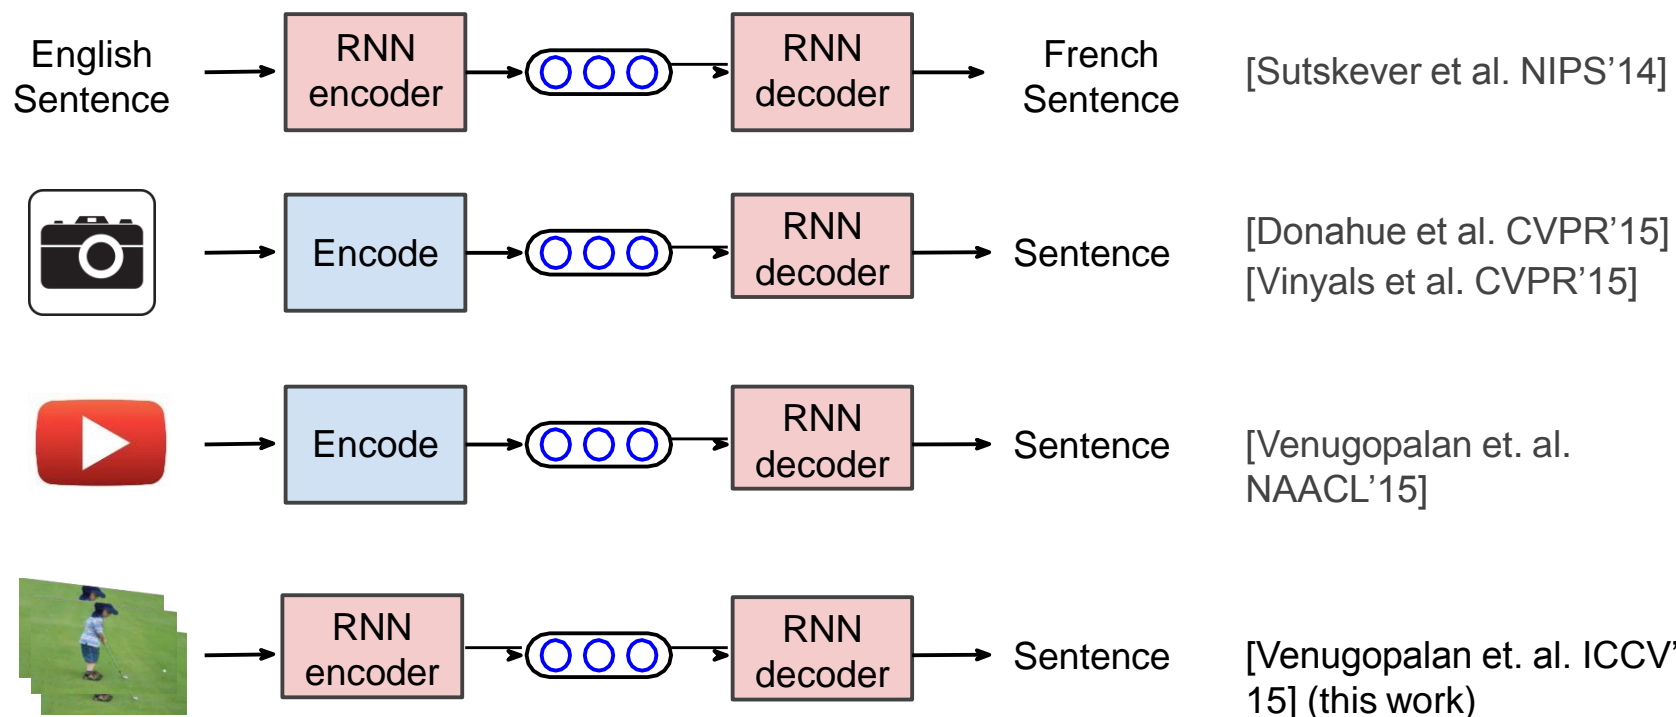 English
Sentence
RNN
encoder
RNN
decoder
French
Sentence
[Sutskever et al. NIPS’14]
Encode
RNN
decoder
Sentence
[Donahue et al. CVPR’15]
[Vinyals et al. CVPR’15]
Encode
RNN
decoder
Sentence
[Venugopalan et. al.
NAACL’15]
RNN
encoder
RNN
decoder
Sentence
[Venugopalan et. al. ICCV’
15] (this work)